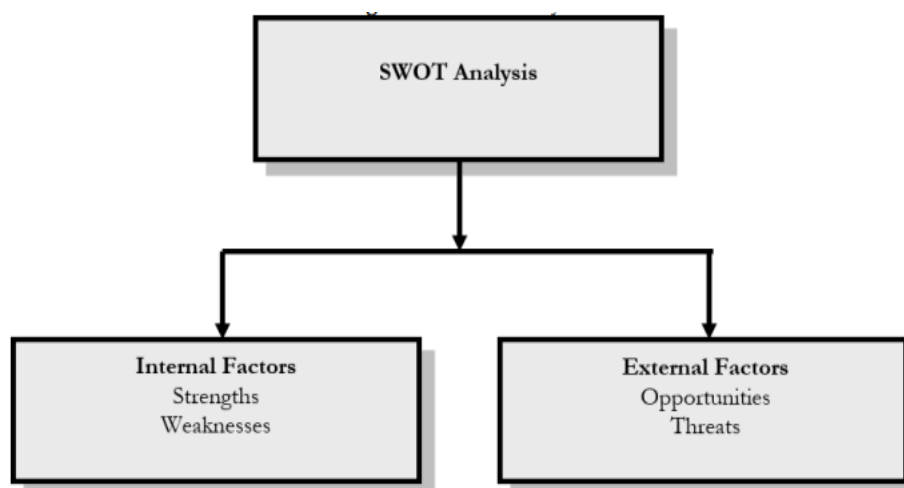 SWOT Analysis
Internal Factors
Strengths
Weaknesses
External Factors
Opportunities
Threats